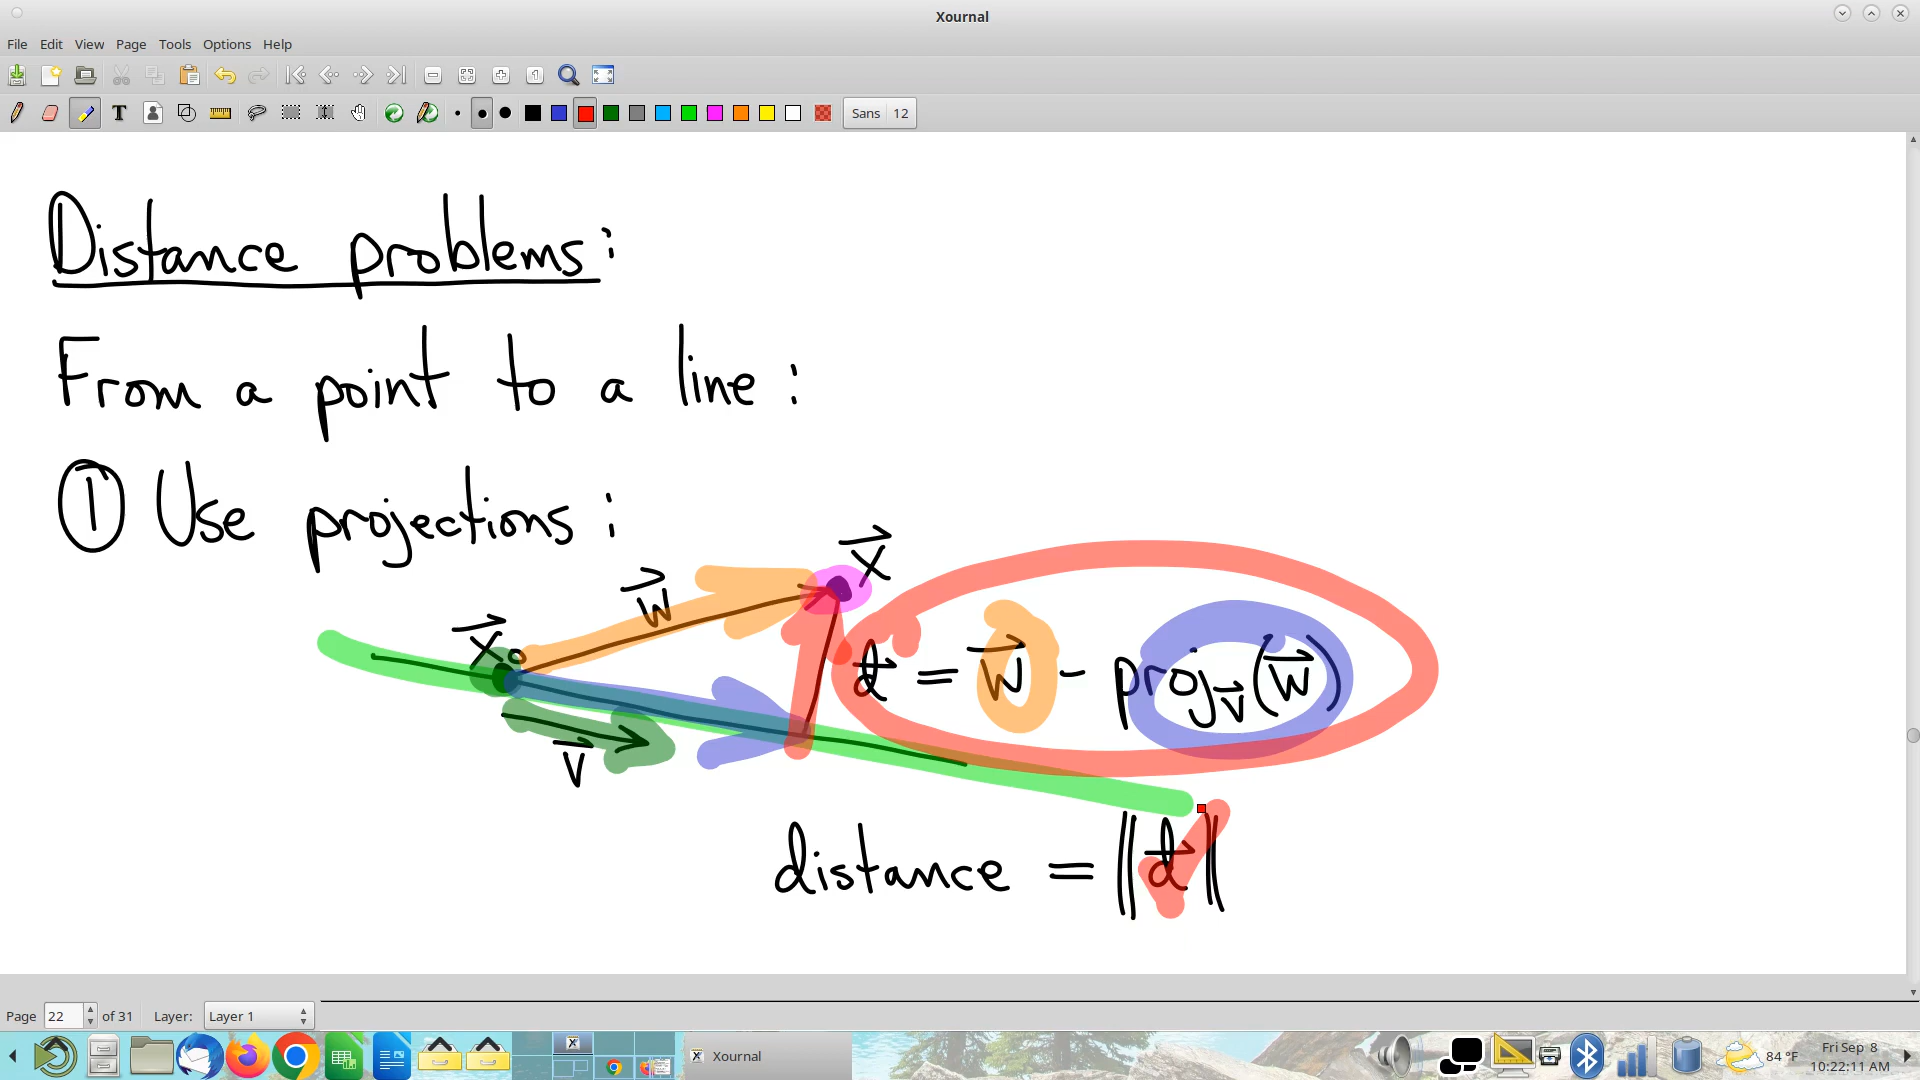 Xournal
File Edit View Page Tools Options Help
Sans 12
Distance problems:
From a point to a line:
① Use projections:
x⃗
w⃗
x⃗₀
d⃗ = w⃗ - proj_v⃗(w⃗)
v⃗
distance = ||d⃗||
Page 22 of 31 Layer: Layer 1
Xournal
84 °F
Fri Sep 8
10:22:11 AM